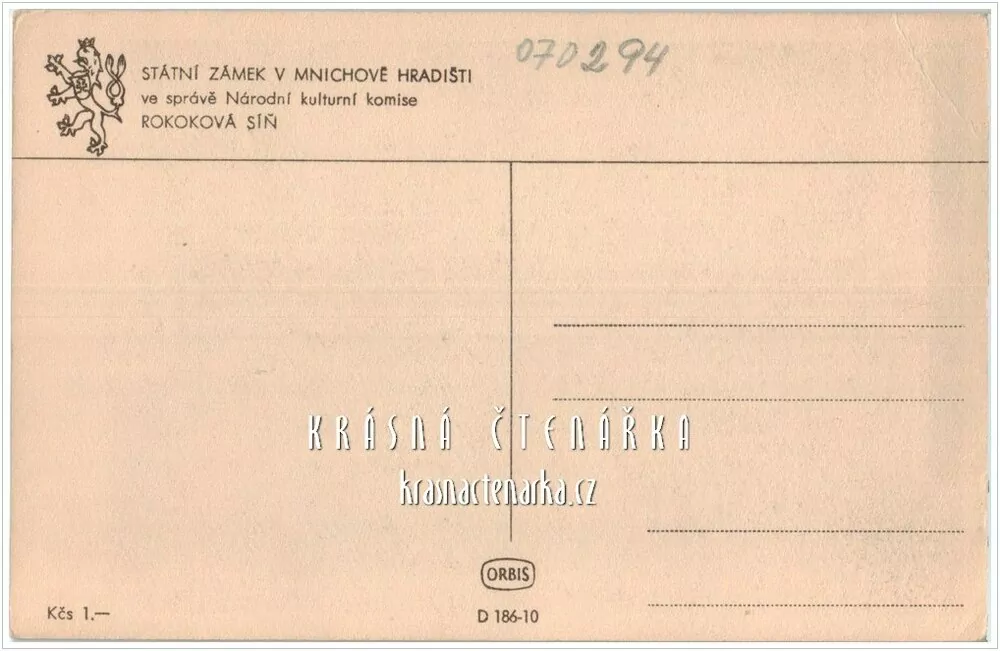 070294
STÁTNÍ ZÁMEK V MNICHOVĚ HRADIŠTI
ve správě Národní kulturní komise
ROKOKOVÁ SÍŇ
KRÁSNÁ ČTENÁŘKA
krasnactenarka.cz
ORBIS
Kčs 1.—
D 186-10